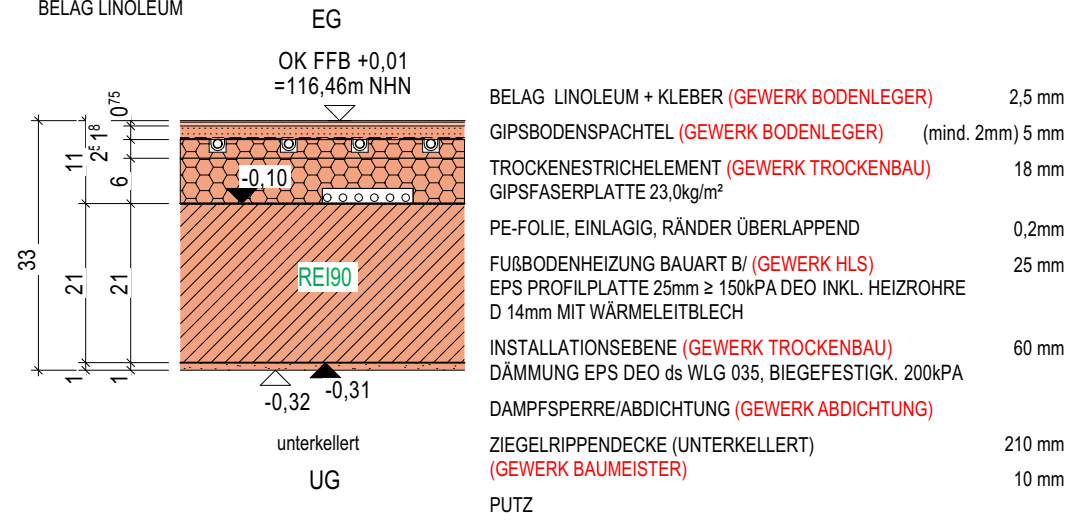 BELAG LINOLEUM
EG
OK FFB +0,01
=116,46m NHN
33
11
21
1
0⁷⁵
1⁸
2⁵
6
21
1
-0,10
REI90
-0,32
-0,31
unterkellert
UG
BELAG LINOLEUM + KLEBER (GEWERK BODENLEGER) 2,5 mm
GIPSBODENSPACHTEL (GEWERK BODENLEGER) (mind. 2mm) 5 mm
TROCKENESTRICHELEMENT (GEWERK TROCKENBAU) 18 mm
GIPSFASERPLATTE 23,0kg/m²
PE-FOLIE, EINLAGIG, RÄNDER ÜBERLAPPEND 0,2mm
FUßBODENHEIZUNG BAUART B/ (GEWERK HLS) 25 mm
EPS PROFILPLATTE 25mm ≥ 150kPA DEO INKL. HEIZROHRE
D 14mm MIT WÄRMELEITBLECH
INSTALLATIONSEBENE (GEWERK TROCKENBAU) 60 mm
DÄMMUNG EPS DEO ds WLG 035, BIEGEFESTIGK. 200kPA
DAMPFSPERRE/ABDICHTUNG (GEWERK ABDICHTUNG)
ZIEGELRIPPENDECKE (UNTERKELLERT) 210 mm
(GEWERK BAUMEISTER) 10 mm
PUTZ